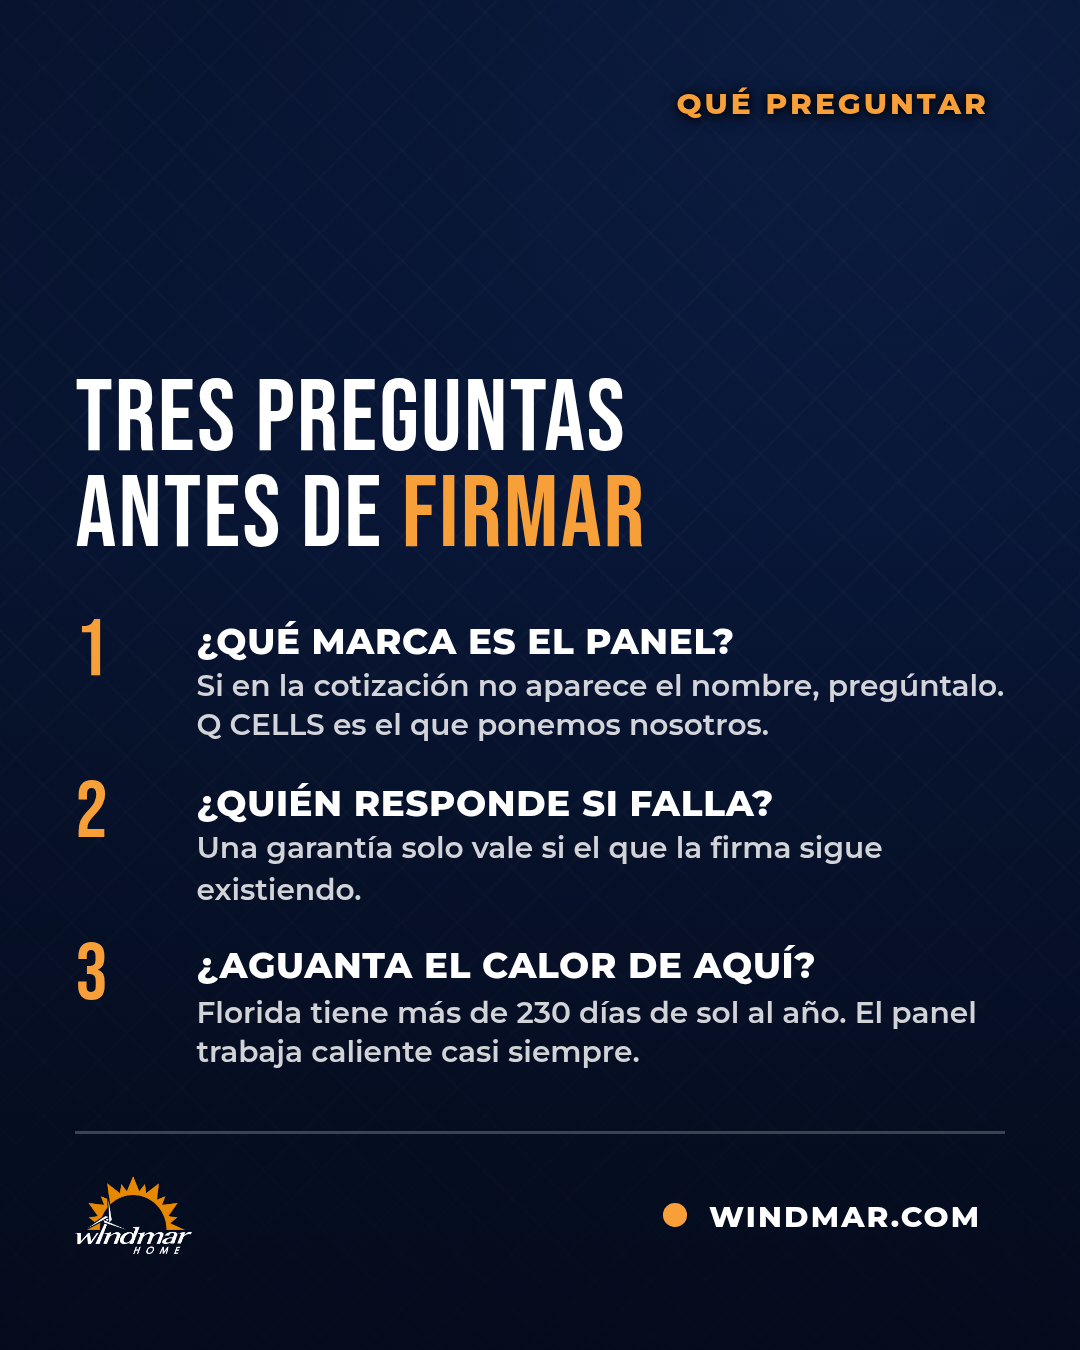 QUÉ PREGUNTAR
TRES PREGUNTAS
ANTES DE FIRMAR
1
¿QUÉ MARCA ES EL PANEL?
Si en la cotización no aparece el nombre, pregúntalo.
Q CELLS es el que ponemos nosotros.
2
¿QUIÉN RESPONDE SI FALLA?
Una garantía solo vale si el que la firma sigue
existiendo.
3
¿AGUANTA EL CALOR DE AQUÍ?
Florida tiene más de 230 días de sol al año. El panel
trabaja caliente casi siempre.
windmar
HOME
WINDMAR.COM